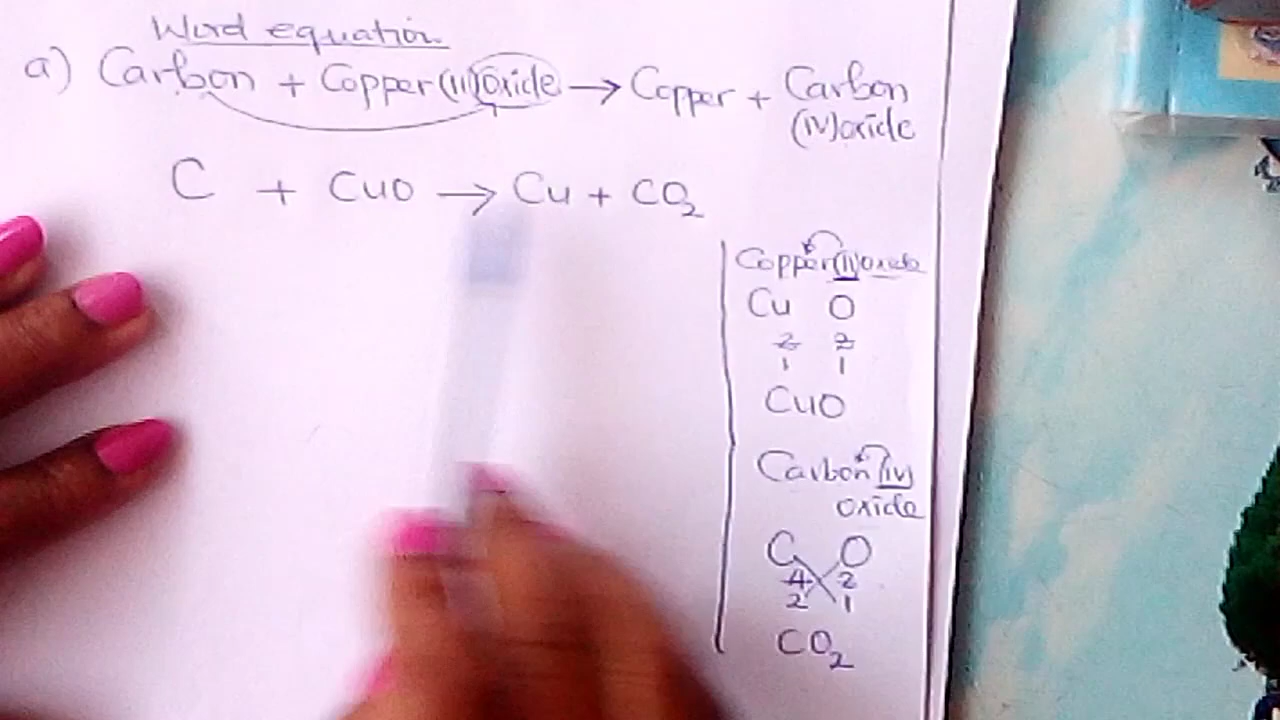 Word equation
a) Carbon + Copper(II)oxide → Copper + Carbon
(IV)oxide
C + CuO → Cu + CO₂
Copper(II)oxide
Cu O
2 2
1 1
CuO
Carbon(IV)
oxide
C O
4 2
2 1
CO₂